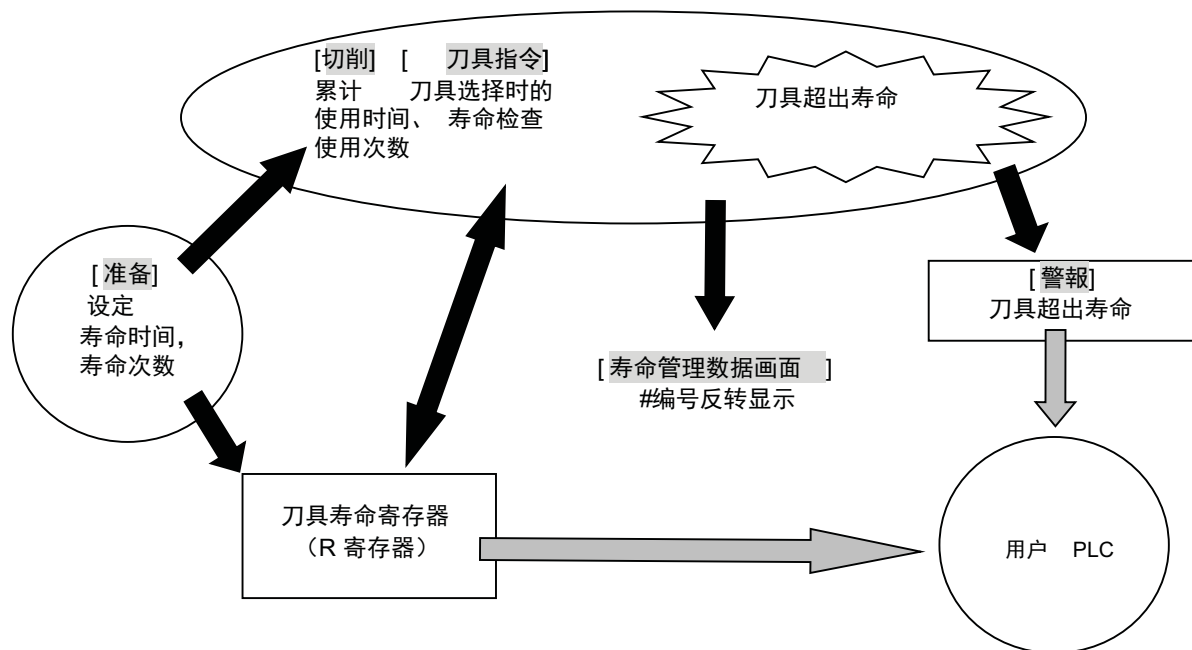 [切削] [ 刀具指令]
累计 刀具选择时的
使用时间、 寿命检查
使用次数
刀具超出寿命
[准备]
设定
寿命时间，
寿命次数
[警報]
刀具超出寿命
[寿命管理数据画面 ]
#编号反转显示
刀具寿命寄存器
（R 寄存器）
用户 PLC